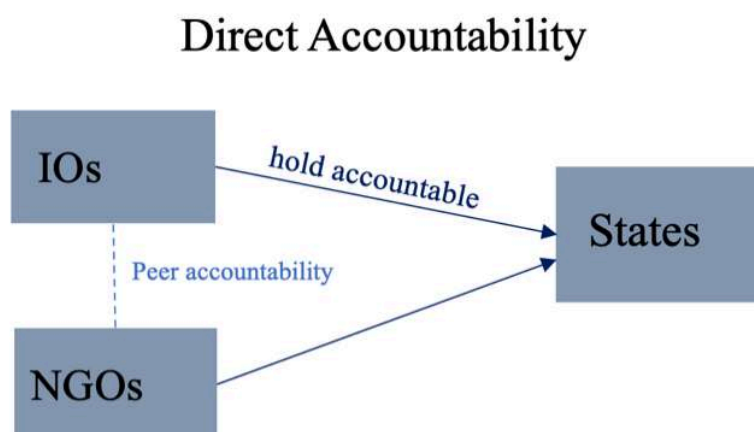 Direct Accountability
IOs
hold accountable
States
Peer accountability
NGOs